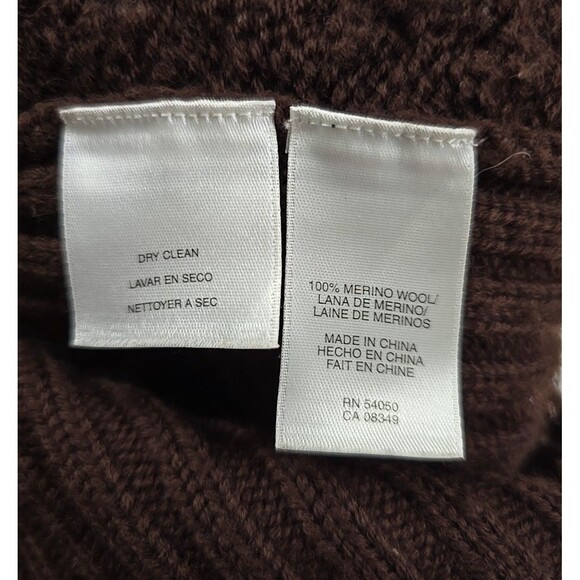 DRY CLEAN
LAVAR EN SECO
NETTOYER A SEC
100% MERINO WOOL/
LANA DE MERINO/
LAINE DE MERINOS
MADE IN CHINA
HECHO EN CHINA
FAIT EN CHINE
RN 54050
CA 08349